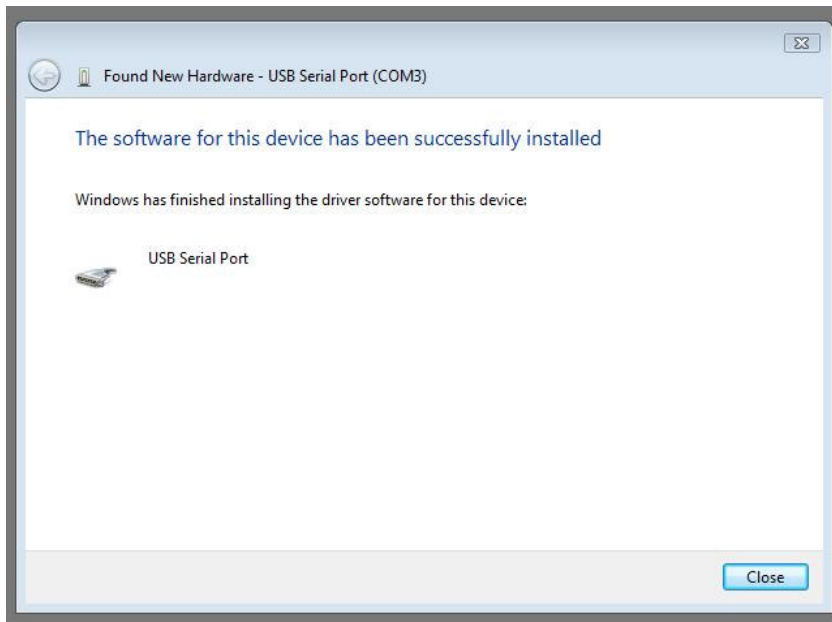 Found New Hardware - USB Serial Port (COM3)
The software for this device has been successfully installed
Windows has finished installing the driver software for this device:
USB Serial Port
Close